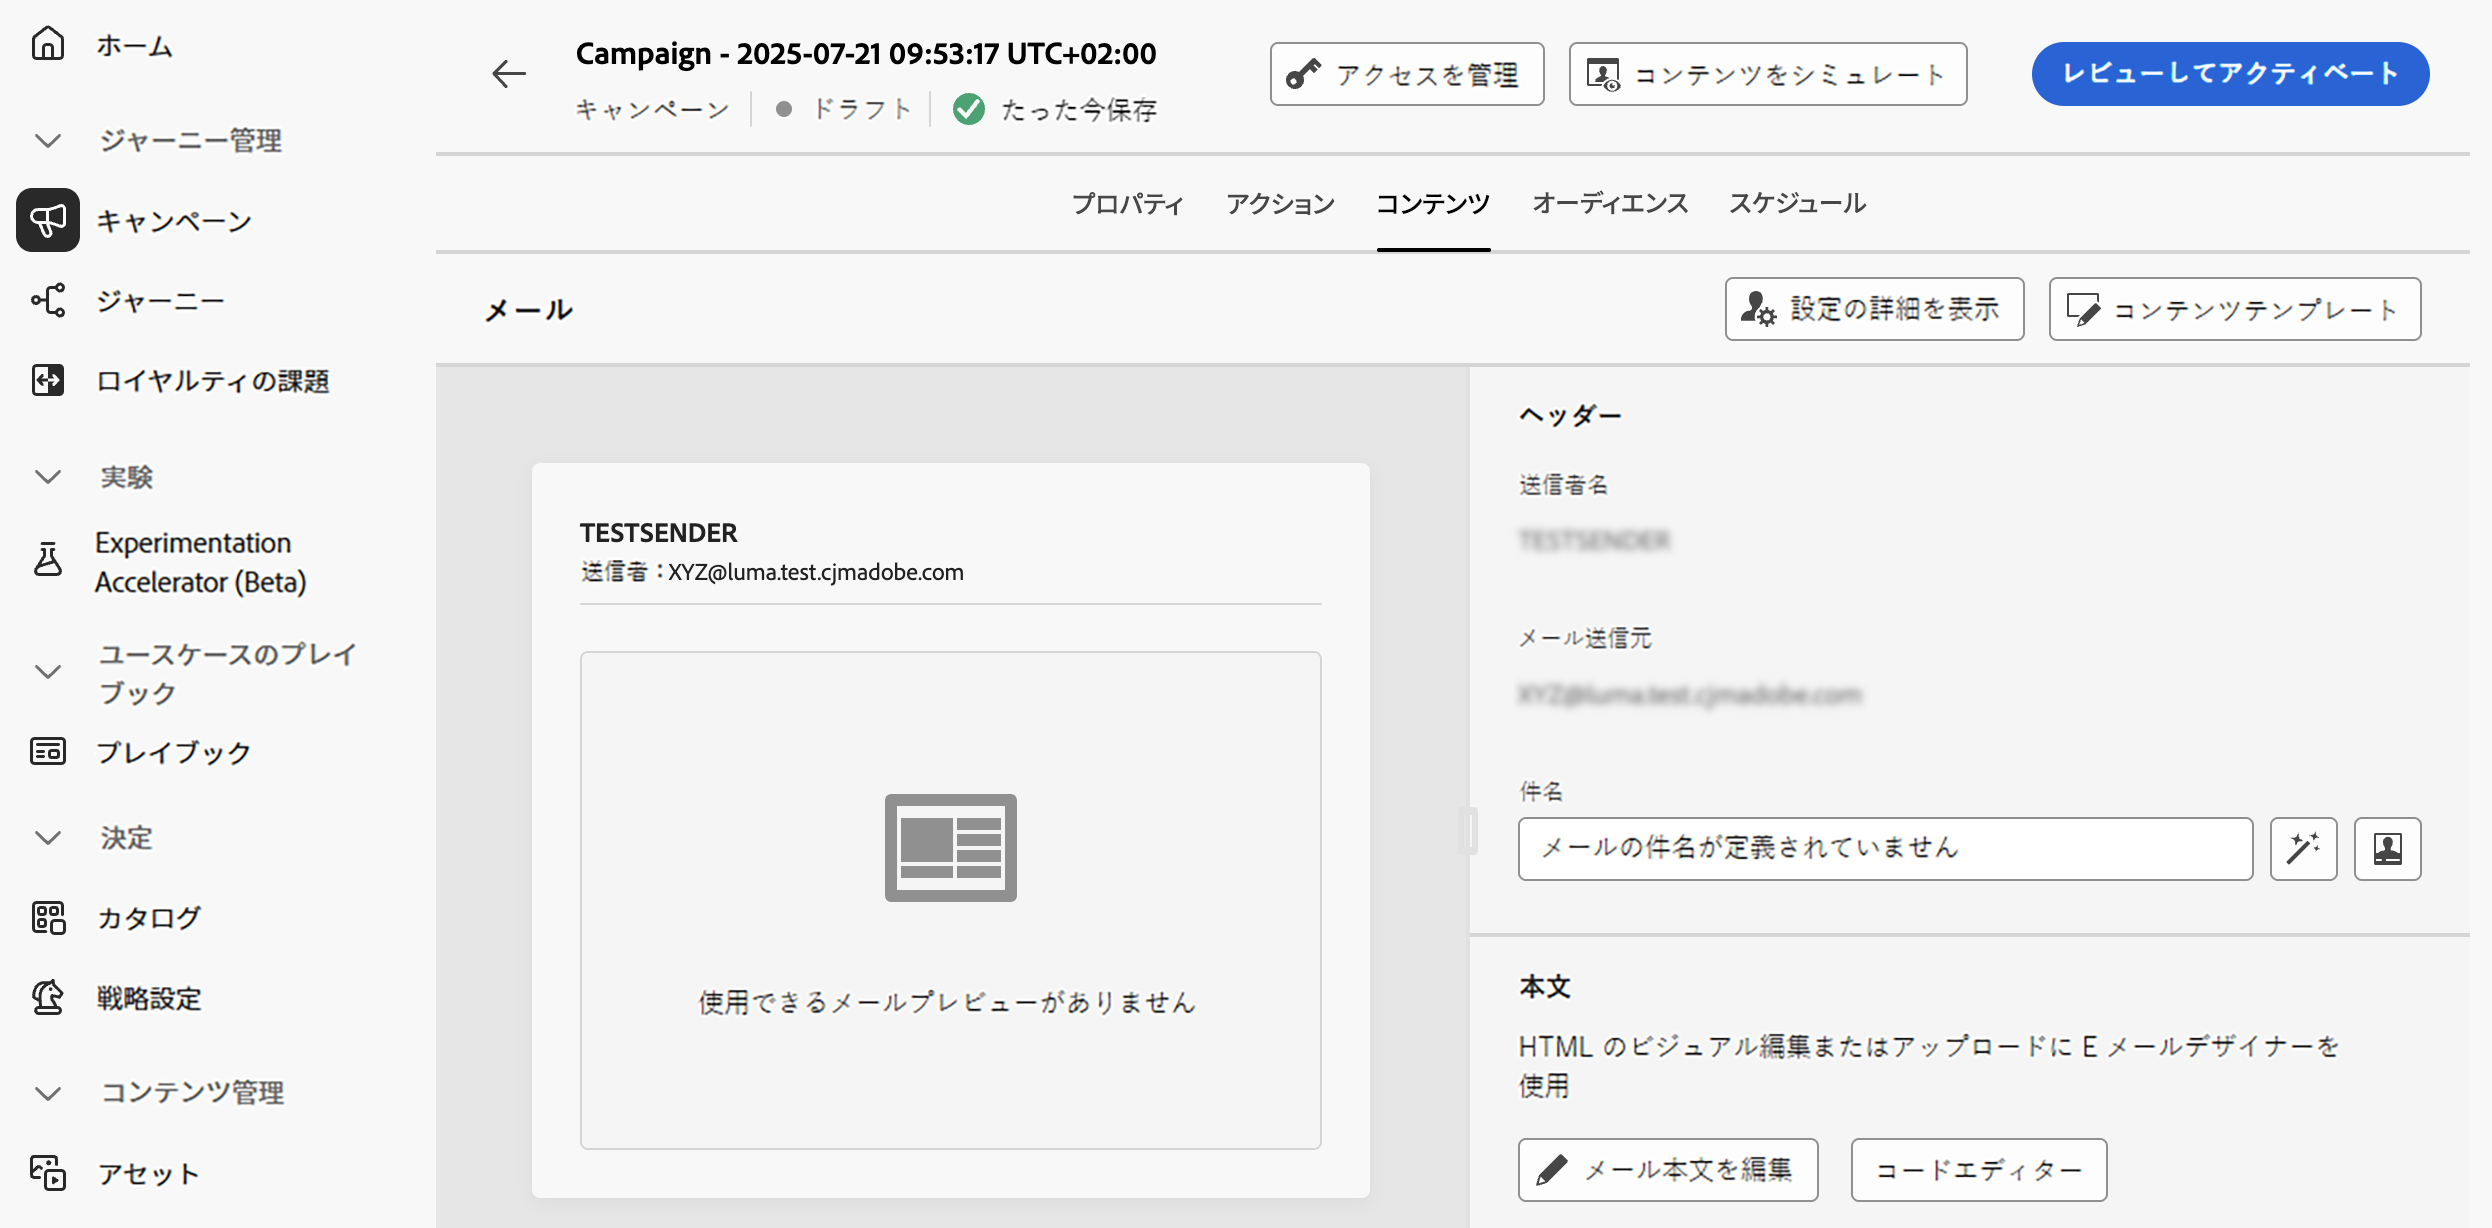 ホーム
ジャーニー管理
キャンペーン
ジャーニー
ロイヤルティの課題
実験
Experimentation
Accelerator (Beta)
ユースケースのプレイ
ブック
プレイブック
決定
カタログ
戦略設定
コンテンツ管理
アセット
Campaign - 2025-07-21 09:53:17 UTC+02:00
キャンペーン ドラフト たった今保存
アクセスを管理 コンテンツをシミュレート レビューしてアクティベート
プロパティ アクション コンテンツ オーディエンス スケジュール
メール 設定の詳細を表示 コンテンツテンプレート
TESTSENDER
送信者：XYZ@luma.test.cjmadobe.com
使用できるメールプレビューがありません
ヘッダー
送信者名
TESTSENDER
メール送信元
XYZ@luma.test.cjmadobe.com
件名
メールの件名が定義されていません
本文
HTML のビジュアル編集またはアップロードに E メールデザイナーを
使用
メール本文を編集 コードエディター